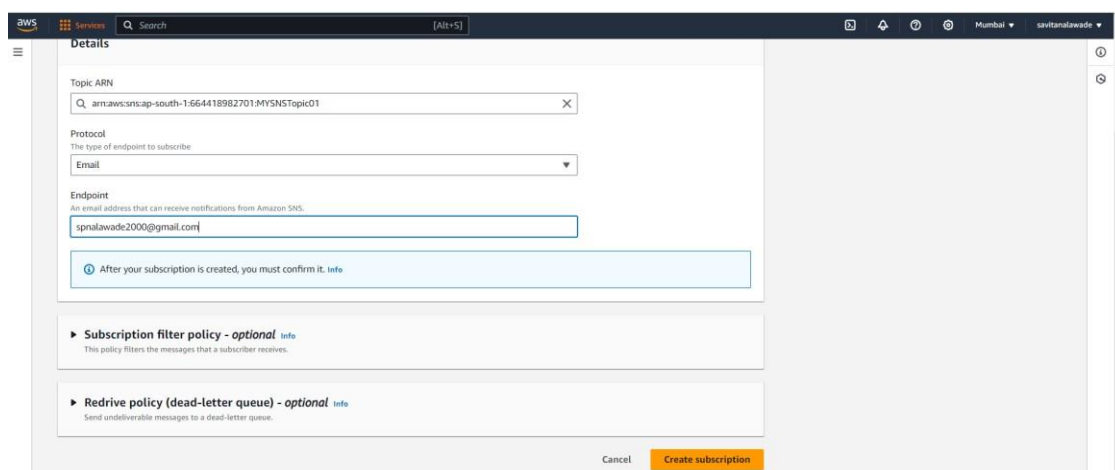 aws
Services
Search
[Alt+S]
Mumbai
savitanalawade
Details
Topic ARN
arn:aws:sns:ap-south-1:664418982701:MYSNSTopic01
Protocol
The type of endpoint to subscribe
Email
Endpoint
An email address that can receive notifications from Amazon SNS.
spnalawade2000@gmail.com
After your subscription is created, you must confirm it. Info
Subscription filter policy - optional Info
This policy filters the messages that a subscriber receives.
Redrive policy (dead-letter queue) - optional Info
Send undeliverable messages to a dead-letter queue.
Cancel
Create subscription